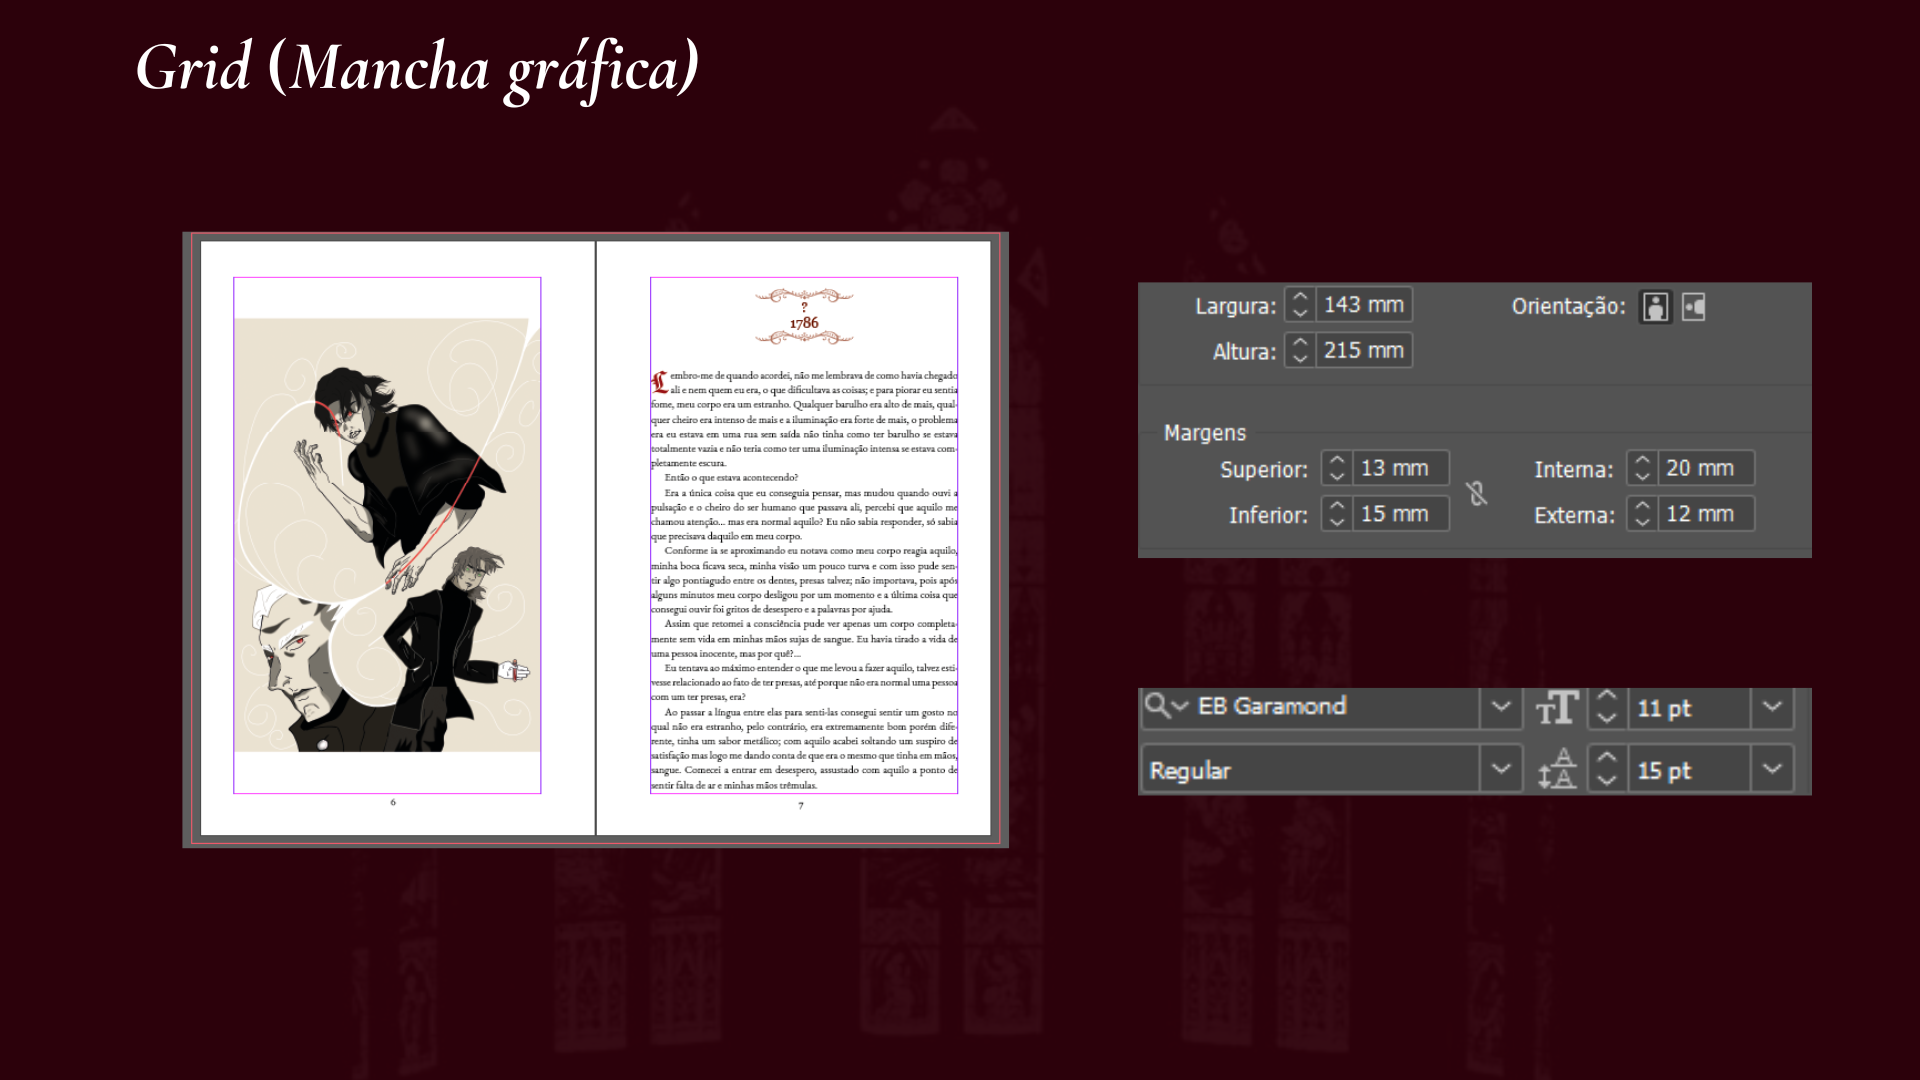 Grid (Mancha gráfica)
?
1786
Lembro-me de quando acordei, não me lembrava de como havia chegado
ali e nem quem eu era, o que dificultava as coisas; e para piorar eu sentia
fome, meu corpo era um estranho. Qualquer barulho era alto de mais, qual-
quer cheiro era intenso de mais e a iluminação era forte de mais, o problema
era eu estava em uma rua sem saída não tinha como ter barulho se estava
totalmente vazia e não teria como ter uma iluminação intensa se estava com-
pletamente escura.
Então o que estava acontecendo?
Era a única coisa que eu conseguia pensar, mas mudou quando ouvi a
pulsação e o cheiro do ser humano que passava ali, percebi que aquilo me
chamou atenção... mas era normal aquilo? Eu não sabia responder, só sabia
que precisava daquilo em meu corpo.
Conforme ia se aproximando eu notava como meu corpo reagia aquilo,
minha boca ficava seca, minha visão um pouco turva e com isso pude sen-
tir algo pontiagudo entre os dentes, presas talvez; não importava, pois após
alguns minutos meu corpo desligou por um momento e a última coisa que
consegui ouvir foi gritos de desespero e a palavras por ajuda.
Assim que retomei a consciência pude ver apenas um corpo completa-
mente sem vida em minhas mãos sujas de sangue. Eu havia tirado a vida de
uma pessoa inocente, mas por quê?...
Eu tentava ao máximo entender o que me levou a fazer aquilo, talvez esti-
vesse relacionado ao fato de ter presas, até porque não era normal uma pessoa
com um ter presas, era?
Ao passar a língua entre elas para senti-las consegui sentir um gosto no
qual não era estranho, pelo contrário, era extremamente bom porém dife-
rente, tinha um sabor metálico; com aquilo acabei soltando um suspiro de
satisfação mas logo me dando conta de que era o mesmo que tinha em mãos,
sangue. Comecei a entrar em desespero, assustado com aquilo a ponto de
sentir falta de ar e minhas mãos trêmulas.
6
7
Largura: 143 mm Orientação:
Altura: 215 mm
Margens
Superior: 13 mm Interna: 20 mm
Inferior: 15 mm Externa: 12 mm
EB Garamond 11 pt
Regular 15 pt